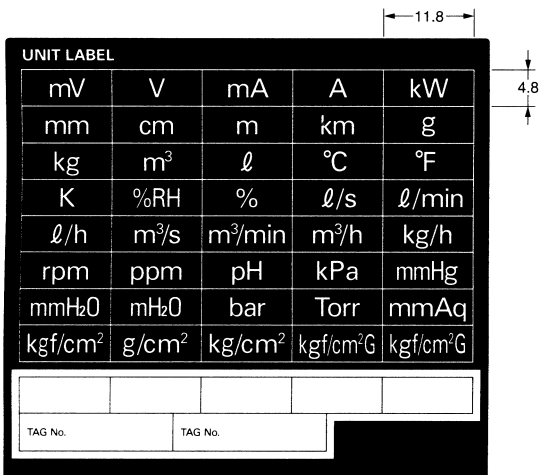 11.8
UNIT LABEL
4.8
mV V mA A kW
mm cm m km g
kg m³ ℓ °C °F
K %RH % ℓ/s ℓ/min
ℓ/h m³/s m³/min m³/h kg/h
rpm ppm pH kPa mmHg
mmH₂O mH₂O bar Torr mmAq
kgf/cm² g/cm² kg/cm² kgf/cm²G kgf/cm²G
TAG No. TAG No.